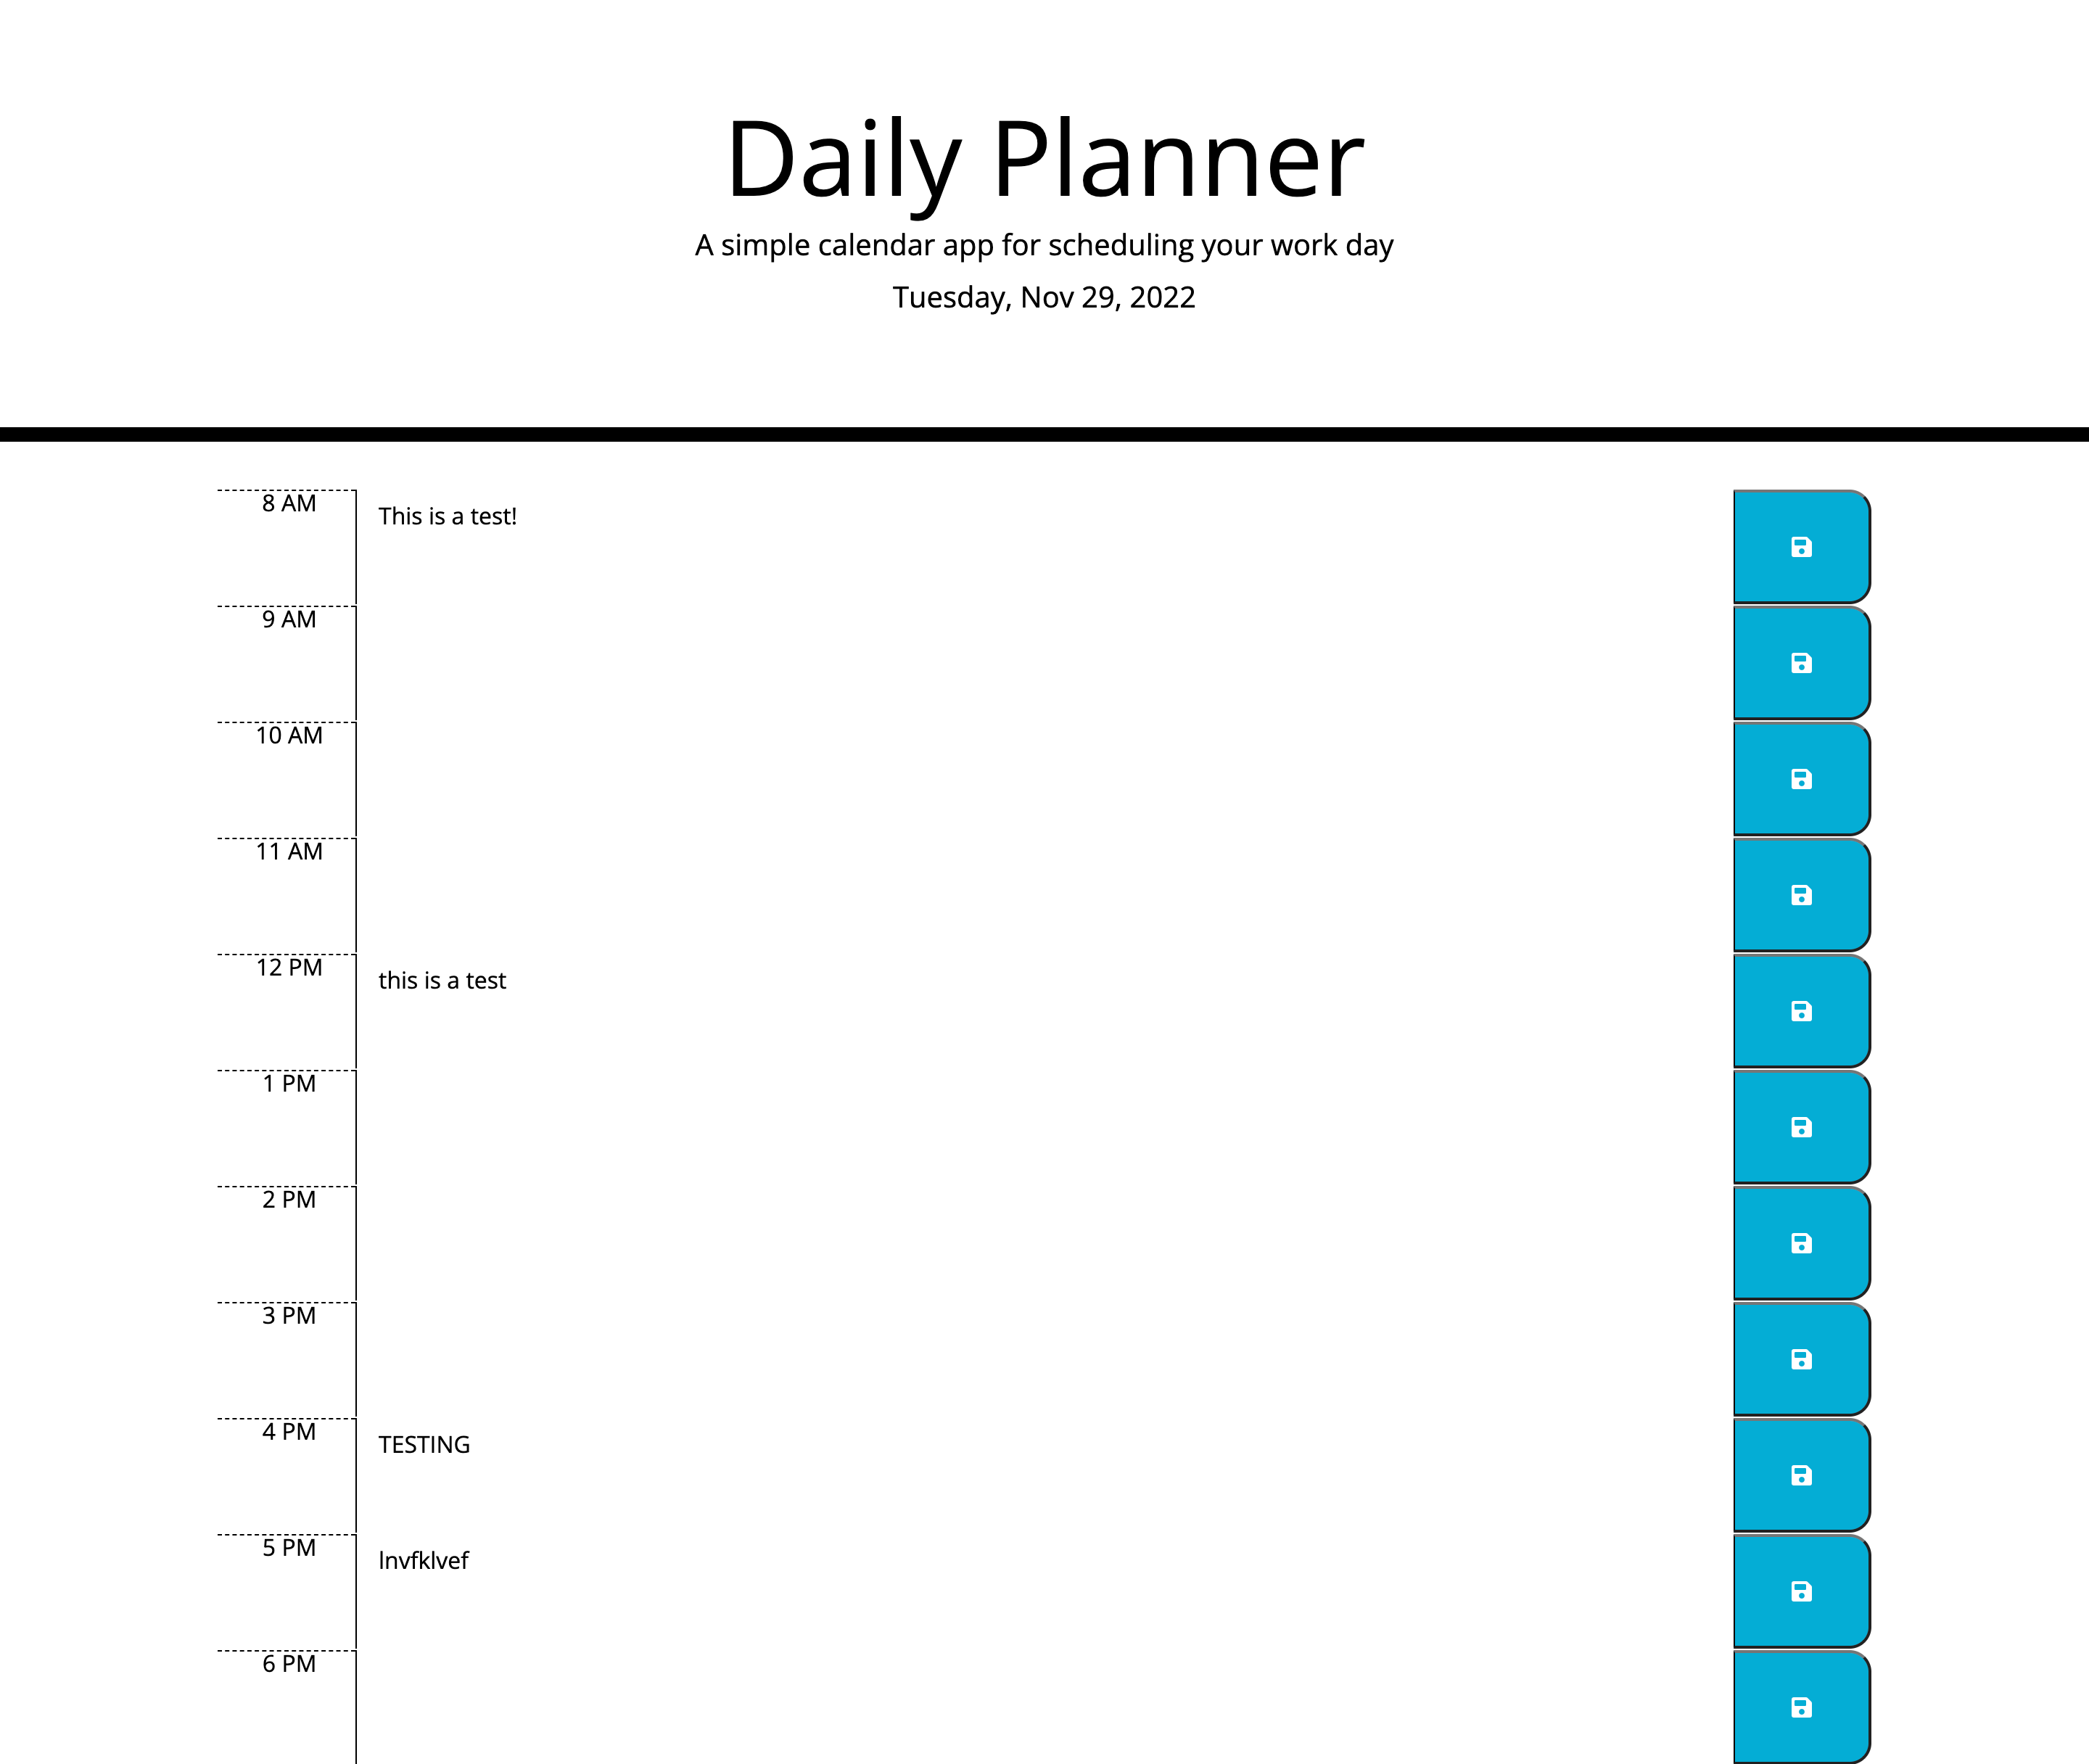 Daily Planner
A simple calendar app for scheduling your work day
Tuesday, Nov 29, 2022
8 AM
This is a test!
9 AM
10 AM
11 AM
12 PM
this is a test
1 PM
2 PM
3 PM
4 PM
TESTING
5 PM
lnvfklvef
6 PM